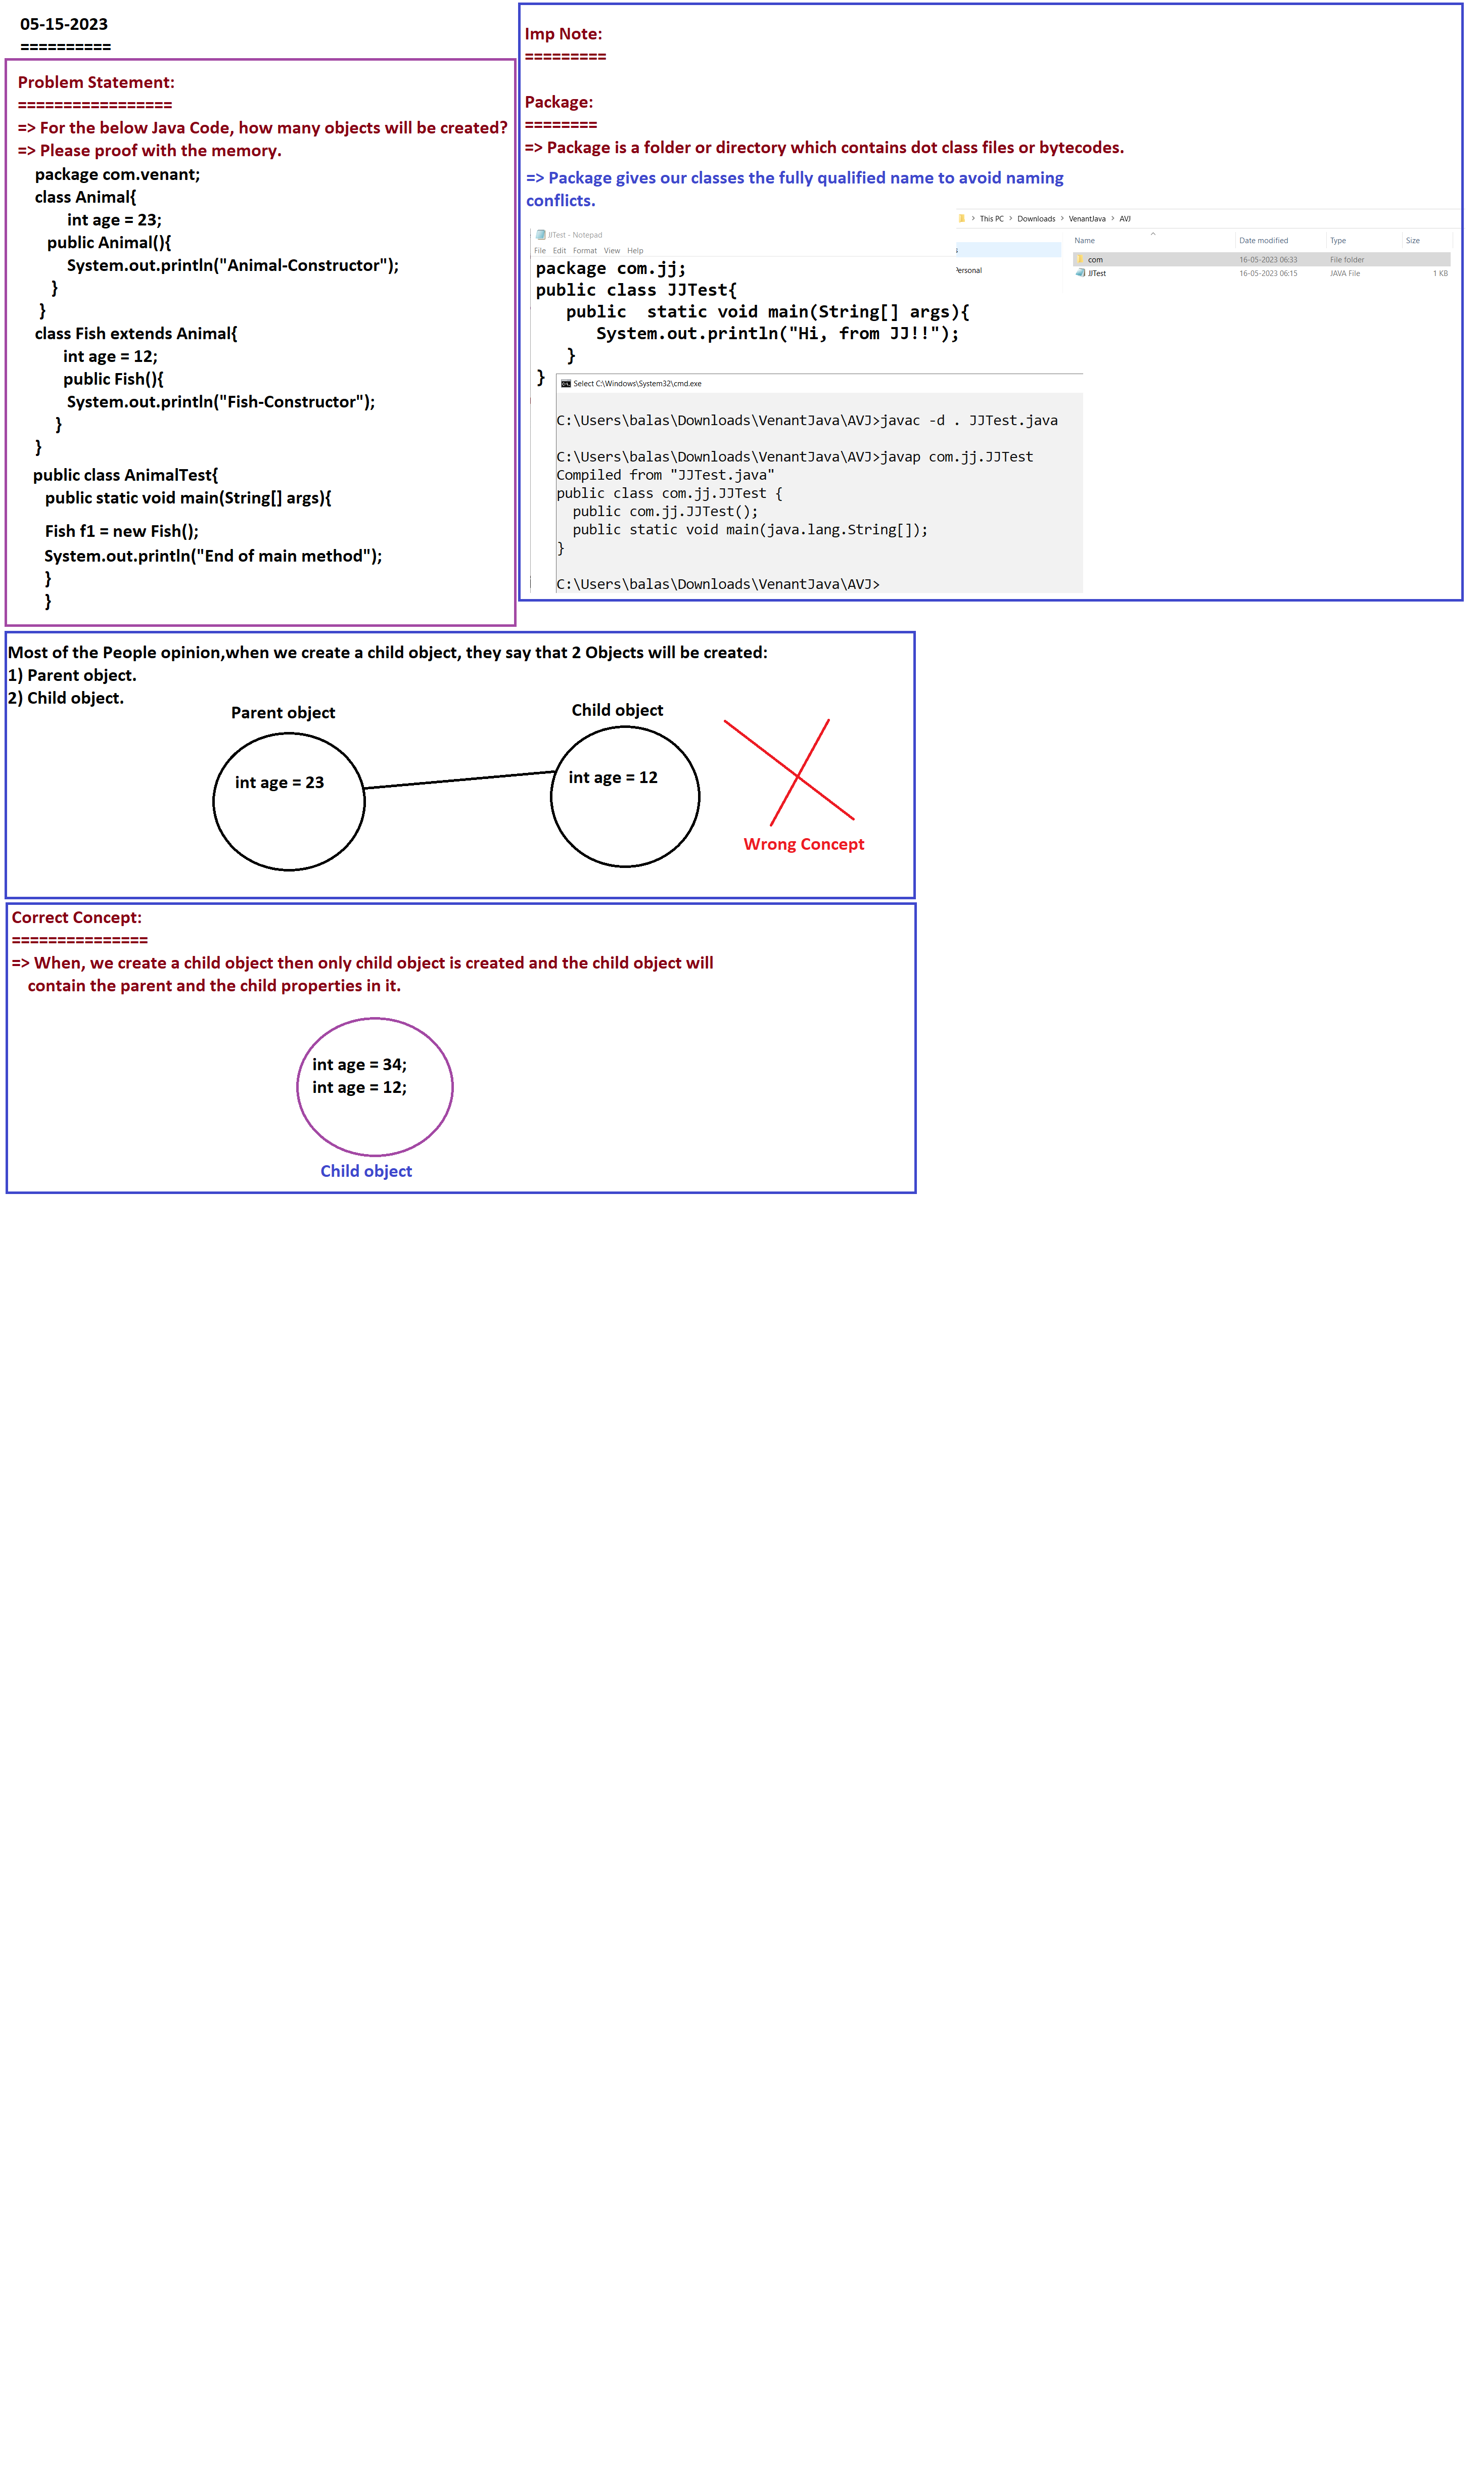 05-15-2023
==========
Problem Statement:
=================
=> For the below Java Code, how many objects will be created?
=> Please proof with the memory.
package com.venant;
class Animal{
int age = 23;
public Animal(){
System.out.println("Animal-Constructor");
}
}
class Fish extends Animal{
int age = 12;
public Fish(){
System.out.println("Fish-Constructor");
}
}
public class AnimalTest{
public static void main(String[] args){
Fish f1 = new Fish();
System.out.println("End of main method");
}
}
Imp Note:
=========
Package:
========
=> Package is a folder or directory which contains dot class files or bytecodes.
=> Package gives our classes the fully qualified name to avoid naming
conflicts.
> This PC > Downloads > VenantJava > AVJ
Name Date modified Type Size
com 16-05-2023 06:33 File folder
JJTest 16-05-2023 06:15 JAVA File 1 KB
Personal
JJTest - Notepad
File Edit Format View Help
package com.jj;
public class JJTest{
public  static void main(String[] args){
System.out.println("Hi, from JJ!!");
}
}
Select C:\Windows\System32\cmd.exe
C:\Users\balas\Downloads\VenantJava\AVJ>javac -d . JJTest.java
C:\Users\balas\Downloads\VenantJava\AVJ>javap com.jj.JJTest
Compiled from "JJTest.java"
public class com.jj.JJTest {
public com.jj.JJTest();
public static void main(java.lang.String[]);
}
C:\Users\balas\Downloads\VenantJava\AVJ>
Most of the People opinion,when we create a child object, they say that 2 Objects will be created:
1) Parent object.
2) Child object.
Parent object
Child object
int age = 23
int age = 12
Wrong Concept
Correct Concept:
===============
=> When, we create a child object then only child object is created and the child object will
contain the parent and the child properties in it.
int age = 34;
int age = 12;
Child object